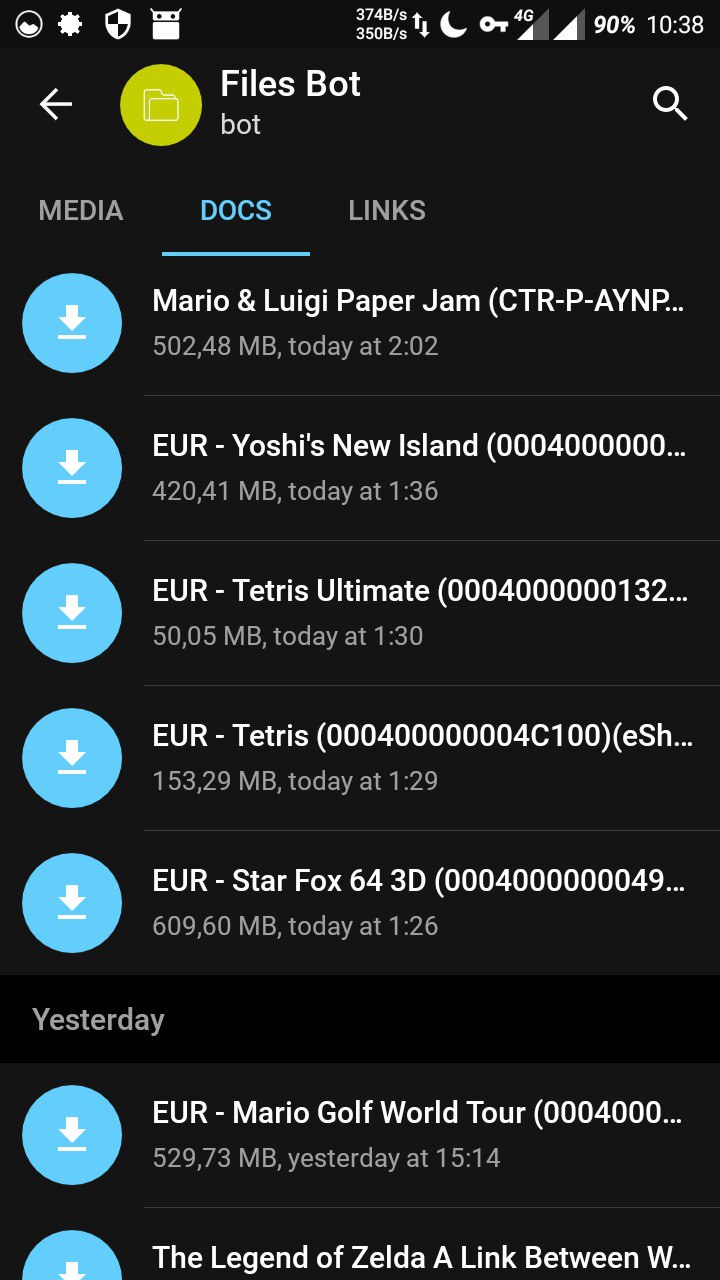 374B/s
350B/s
4G
90% 10:38
Files Bot
bot
MEDIA DOCS LINKS
Mario & Luigi Paper Jam (CTR-P-AYNP...
502,48 MB, today at 2:02
EUR - Yoshi's New Island (0004000000...
420,41 MB, today at 1:36
EUR - Tetris Ultimate (0004000000132...
50,05 MB, today at 1:30
EUR - Tetris (000400000004C100)(eSh...
153,29 MB, today at 1:29
EUR - Star Fox 64 3D (0004000000049...
609,60 MB, today at 1:26
Yesterday
EUR - Mario Golf World Tour (0004000...
529,73 MB, yesterday at 15:14
The Legend of Zelda A Link Between W...